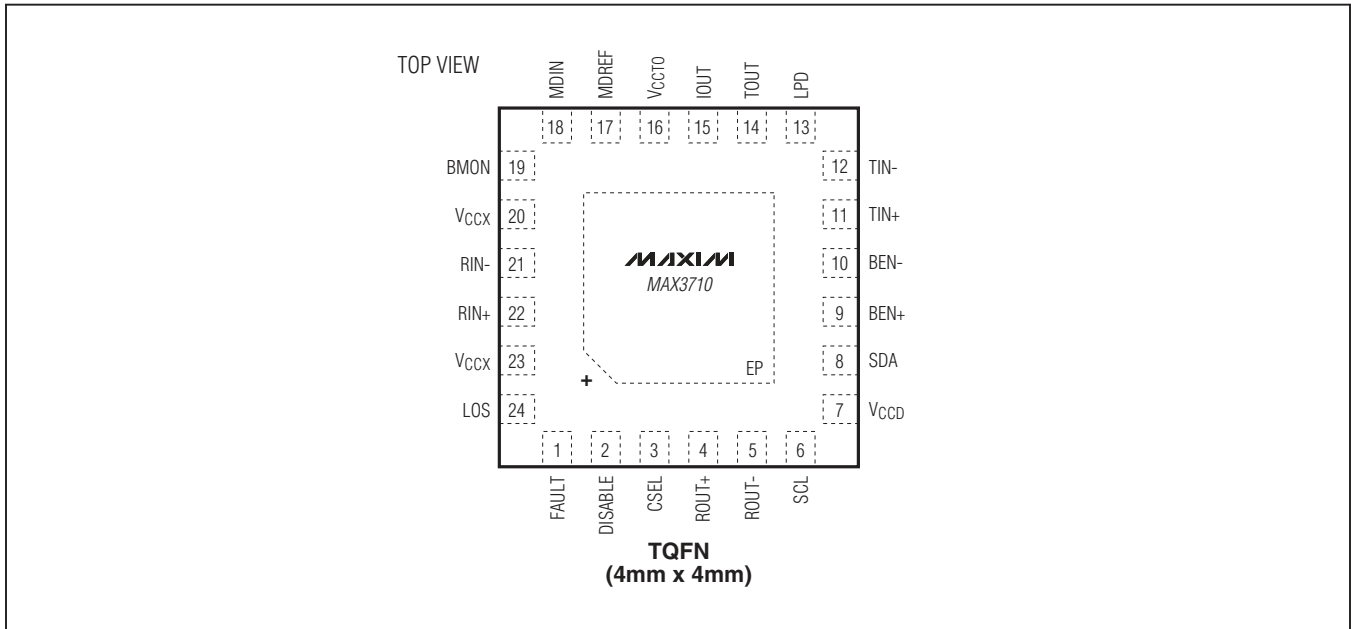 TOP VIEW
MDIN
MDREF
VCCTO
IOUT
TOUT
LPD
18 17 16 15 14 13
BMON 19
VCCX 20
RIN- 21
RIN+ 22
VCCX 23
LOS 24
12 TIN-
11 TIN+
10 BEN-
9 BEN+
8 SDA
7 VCCD
MAXIM
MAX3710
EP
+
1 2 3 4 5 6
FAULT
DISABLE
CSEL
ROUT+
ROUT-
SCL
TQFN
(4mm x 4mm)